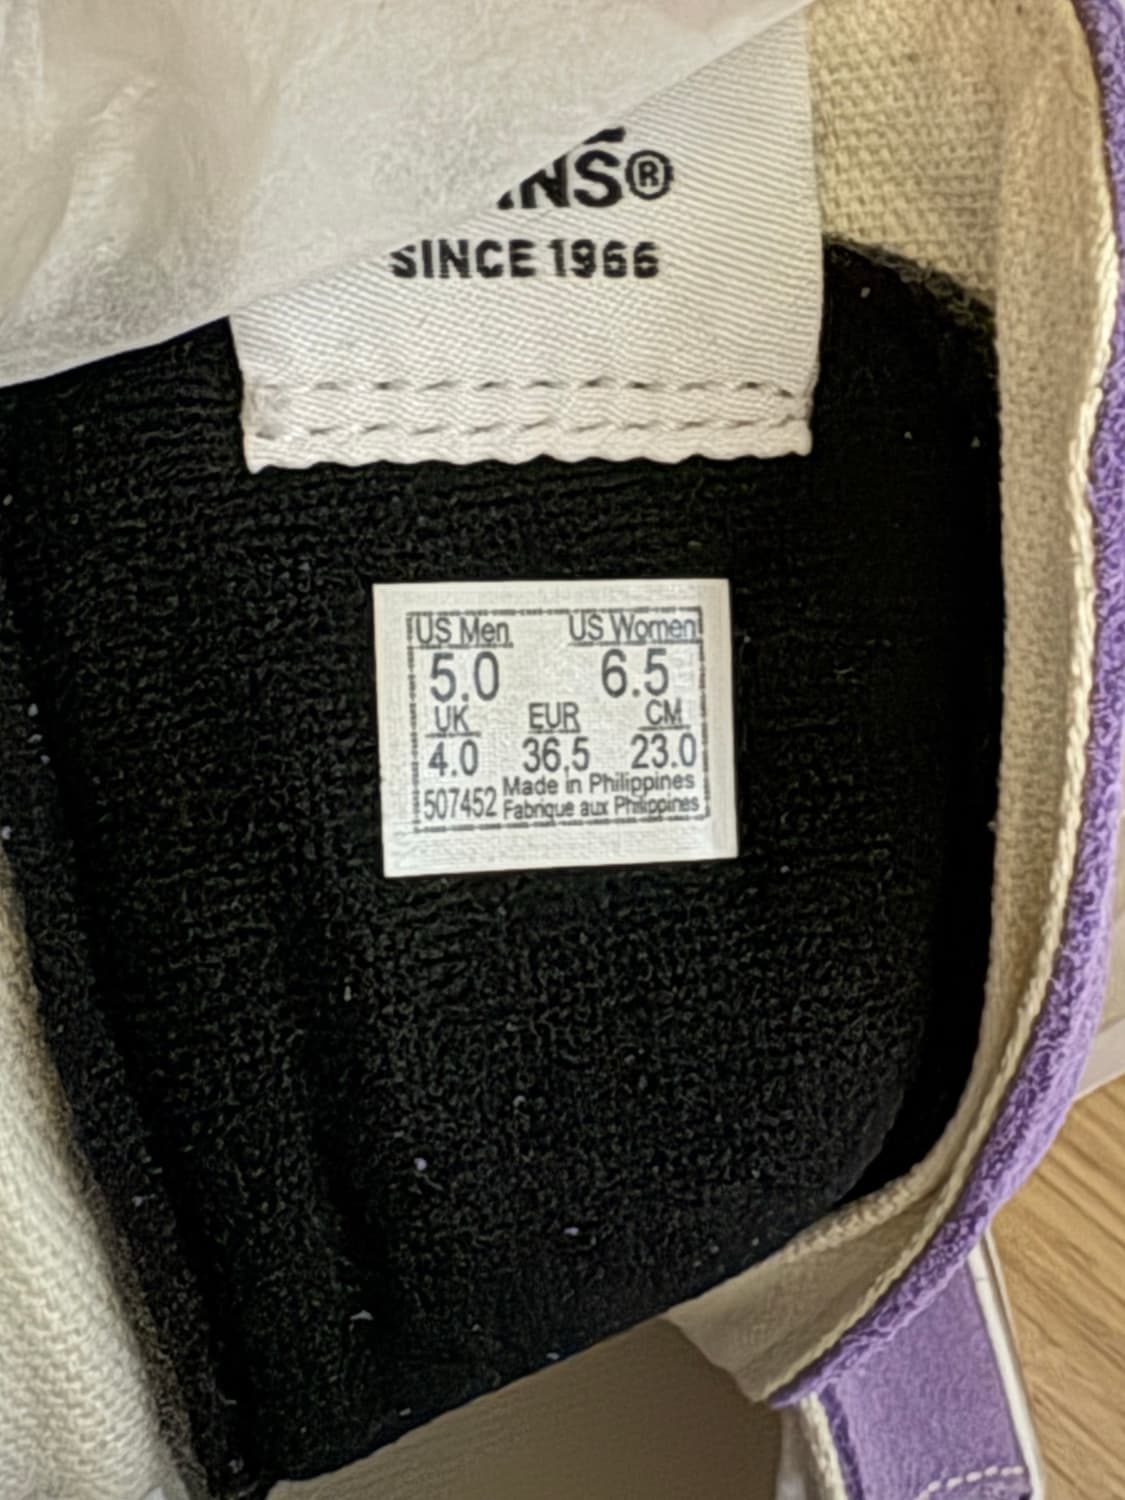 NS®
SINCE 1966
US Men US Women
5.0 6.5
UK EUR CM
4.0 36.5 23.0
507452 Made in Philippines
Fabrique aux Philippines